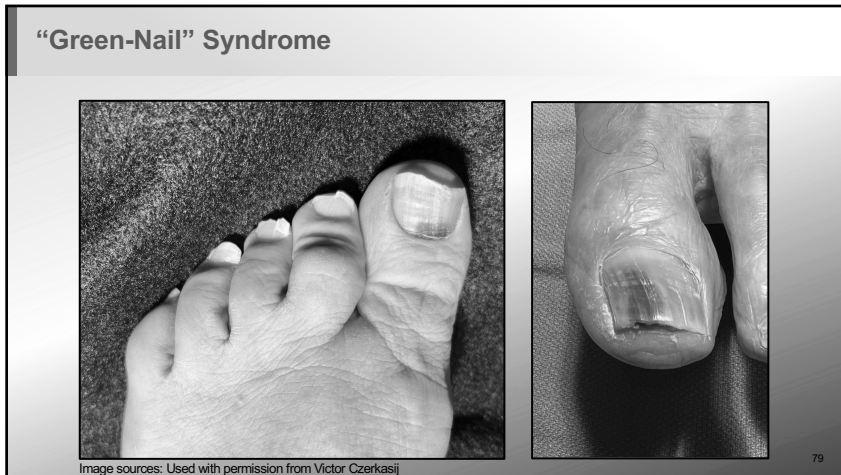 “Green-Nail” Syndrome
Image sources: Used with permission from Victor Czerkasij
79